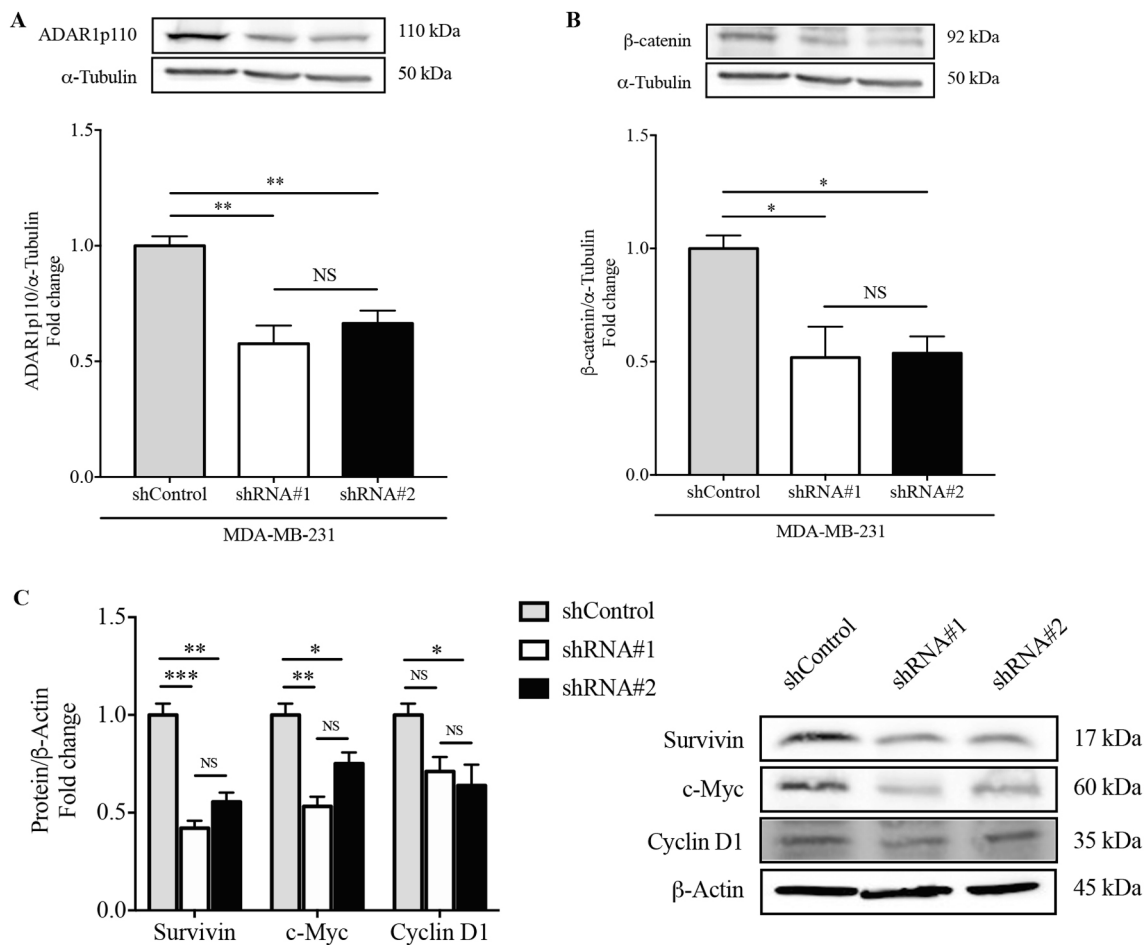 A
ADAR1p110
110 kDa
α-Tubulin
50 kDa
1.5
1.0
0.5
0.0
ADAR1p110/α-Tubulin
Fold change
**
**
NS
shControl shRNA#1 shRNA#2
MDA-MB-231
B
β-catenin
92 kDa
α-Tubulin
50 kDa
1.5
1.0
0.5
0.0
β-catenin/α-Tubulin
Fold change
*
*
NS
shControl shRNA#1 shRNA#2
MDA-MB-231
C
1.5
1.0
0.5
0.0
Protein/β-Actin
Fold change
** * *
*** ** NS
NS NS NS
Survivin c-Myc Cyclin D1
shControl
shRNA#1
shRNA#2
shControl shRNA#1 shRNA#2
Survivin 17 kDa
c-Myc 60 kDa
Cyclin D1 35 kDa
β-Actin 45 kDa